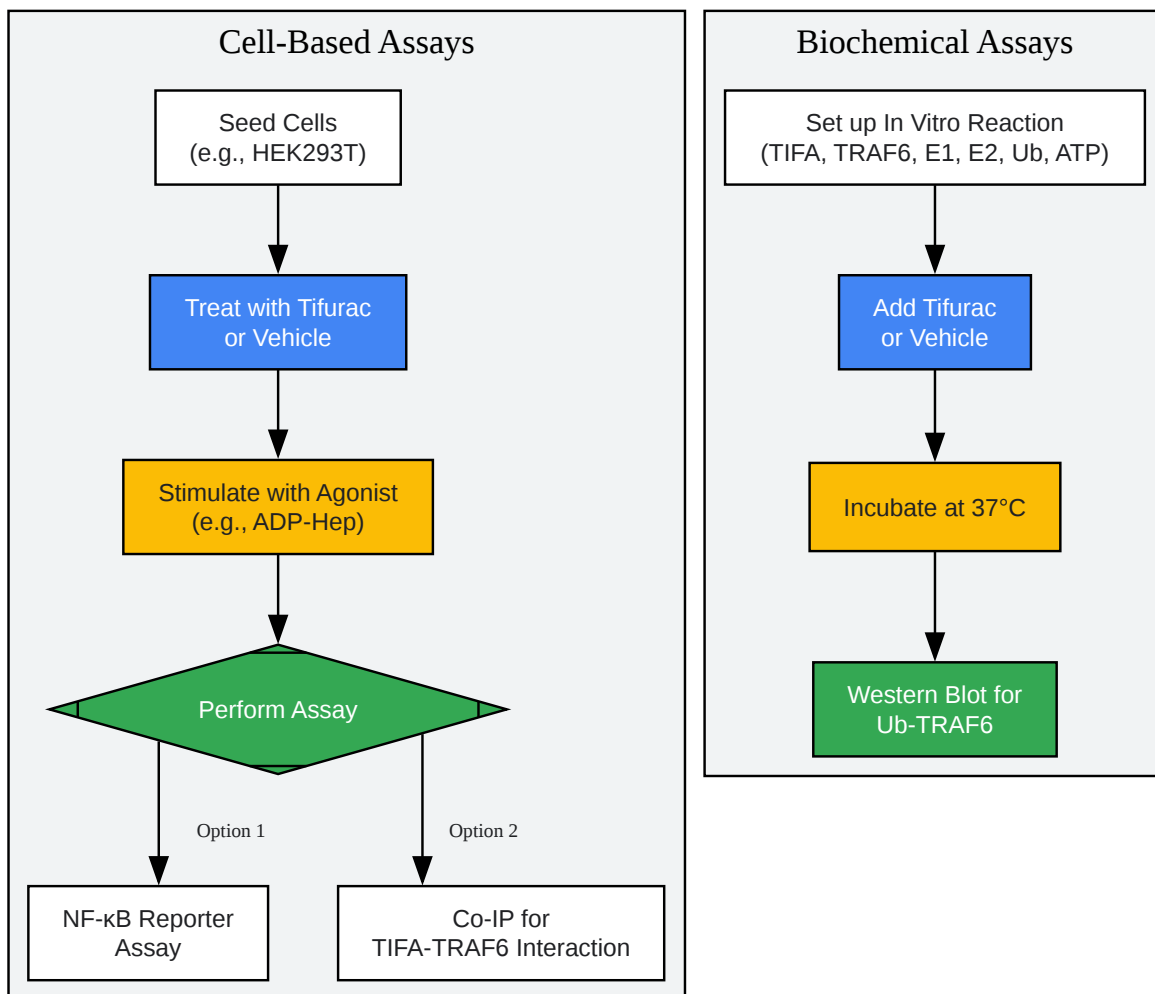 Cell-Based Assays
Seed Cells
(e.g., HEK293T)
Treat with Tifurac
or Vehicle
Stimulate with Agonist
(e.g., ADP-Hep)
Perform Assay
Option 1
Option 2
NF-κB Reporter
Assay
Co-IP for
TIFA-TRAF6 Interaction
Biochemical Assays
Set up In Vitro Reaction
(TIFA, TRAF6, E1, E2, Ub, ATP)
Add Tifurac
or Vehicle
Incubate at 37°C
Western Blot for
Ub-TRAF6